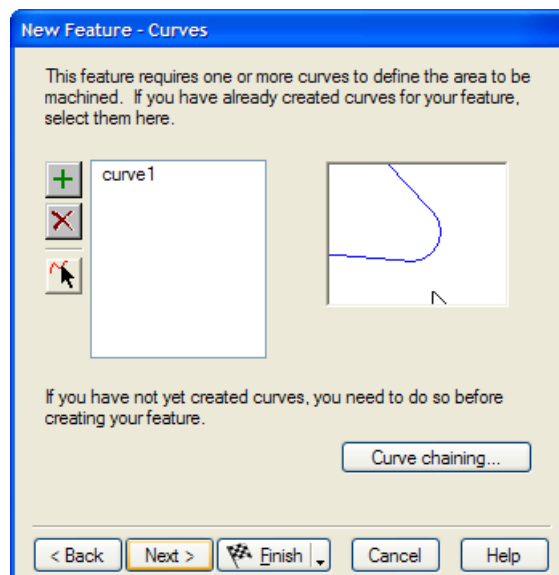 New Feature - Curves
This feature requires one or more curves to define the area to be
machined. If you have already created curves for your feature,
select them here.
curve1
If you have not yet created curves, you need to do so before
creating your feature.
Curve chaining...
< Back Next > Finish Cancel Help